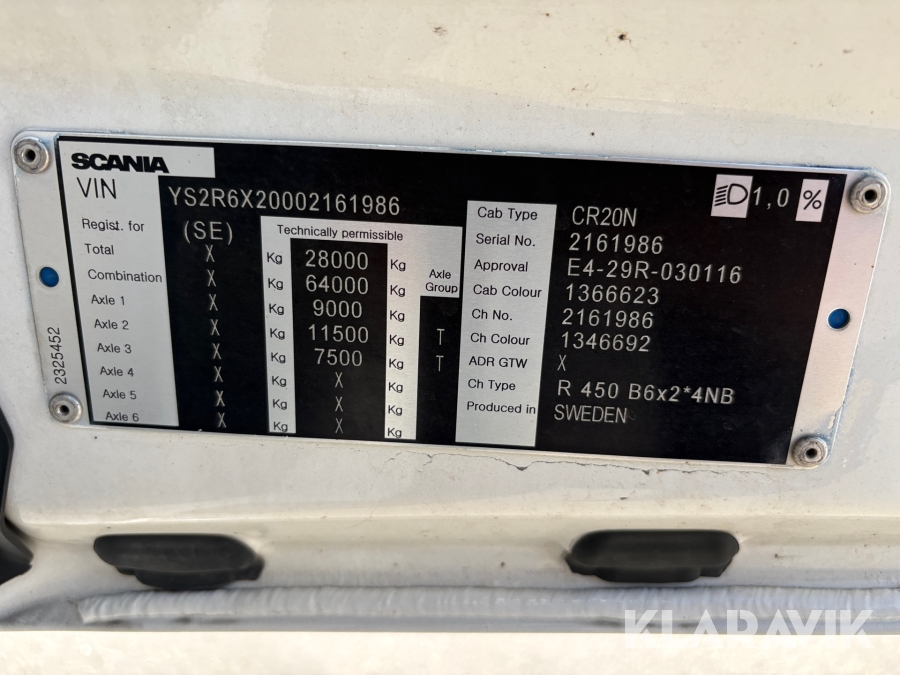 SCANIA
VIN YS2R6X20002161986
Regist. for (SE) Technically permissible
Total X Kg 28000 Kg Axle Group
Combination X Kg 64000 Kg
Axle 1 X Kg 9000 Kg
Axle 2 X Kg 11500 Kg T
Axle 3 X Kg 7500 Kg T
Axle 4 X Kg X Kg
Axle 5 X Kg X Kg
Axle 6 X Kg X Kg
2325452
1,0 %
Cab Type CR20N
Serial No. 2161986
Approval E4-29R-030116
Cab Colour 1366623
Ch No. 2161986
Ch Colour 1346692
ADR GTW X
Ch Type R 450 B6x2*4NB
Produced in SWEDEN
KLARAVIK